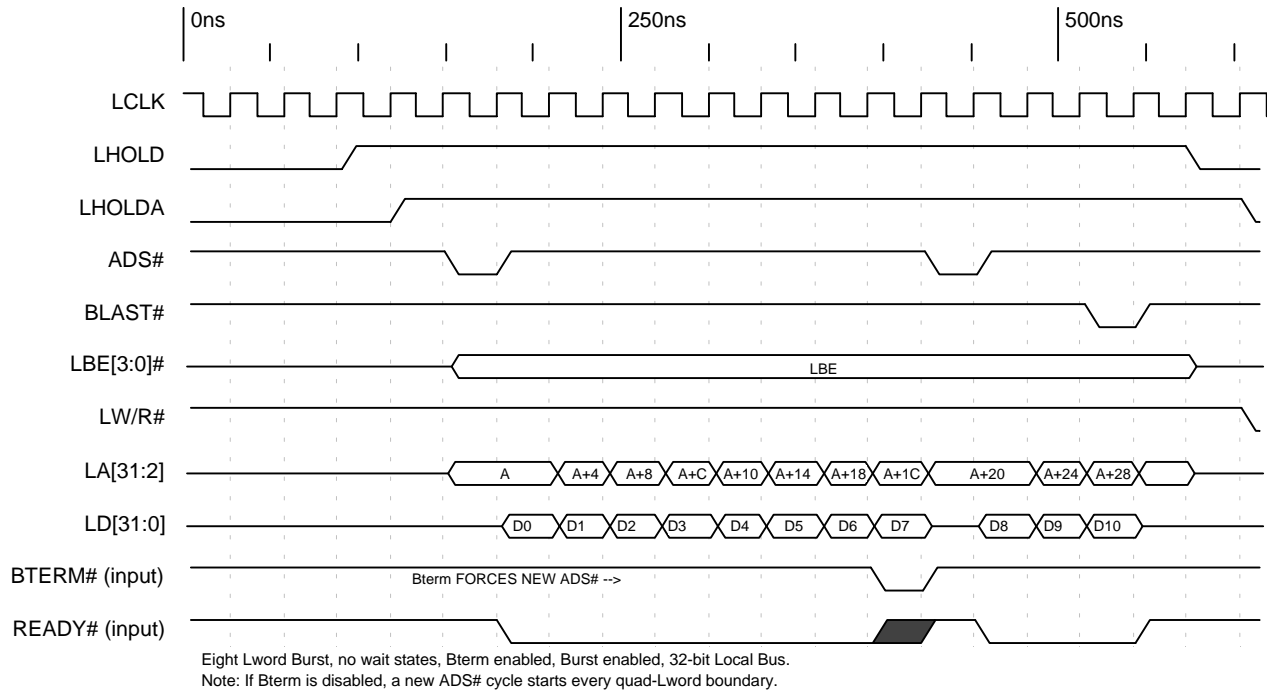 0ns 250ns 500ns
LCLK
LHOLD
LHOLDA
ADS#
BLAST#
LBE[3:0]# LBE
LW/R#
LA[31:2] A A+4 A+8 A+C A+10 A+14 A+18 A+1C A+20 A+24 A+28
LD[31:0] D0 D1 D2 D3 D4 D5 D6 D7 D8 D9 D10
BTERM# (input) Bterm FORCES NEW ADS# -->
READY# (input)
Eight Lword Burst, no wait states, Bterm enabled, Burst enabled, 32-bit Local Bus.
Note: If Bterm is disabled, a new ADS# cycle starts every quad-Lword boundary.